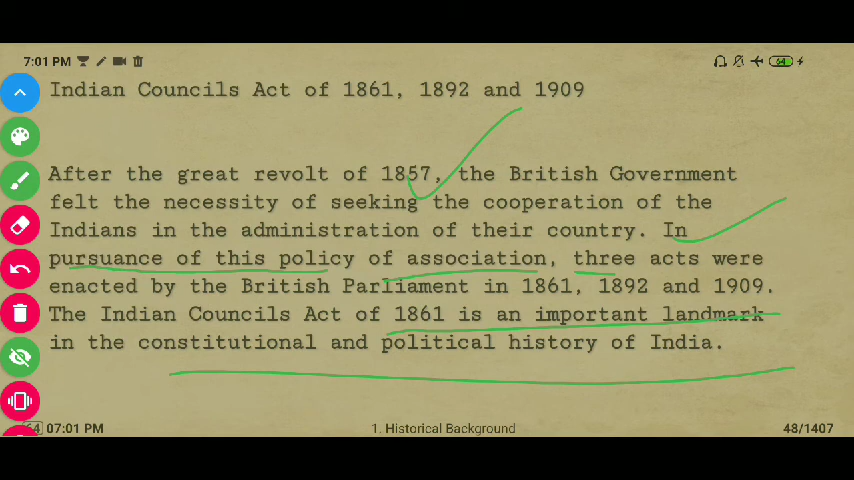 7:01 PM
64
Indian Councils Act of 1861, 1892 and 1909
After the great revolt of 1857, the British Government
felt the necessity of seeking the cooperation of the
Indians in the administration of their country. In
pursuance of this policy of association, three acts were
enacted by the British Parliament in 1861, 1892 and 1909.
The Indian Councils Act of 1861 is an important landmark
in the constitutional and political history of India.
64 07:01 PM 1. Historical Background 48/1407